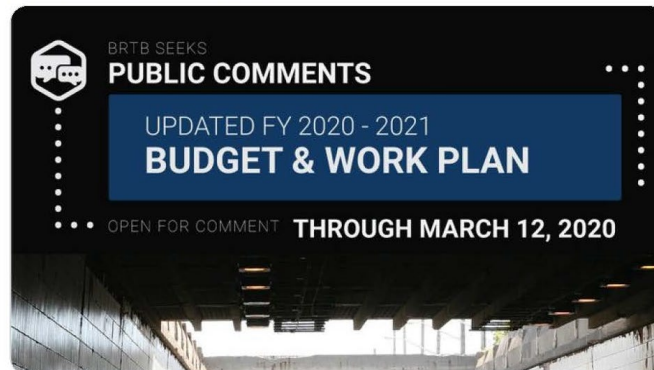 BRTB SEEKS
PUBLIC COMMENTS
UPDATED FY 2020 - 2021
BUDGET & WORK PLAN
OPEN FOR COMMENT THROUGH MARCH 12, 2020